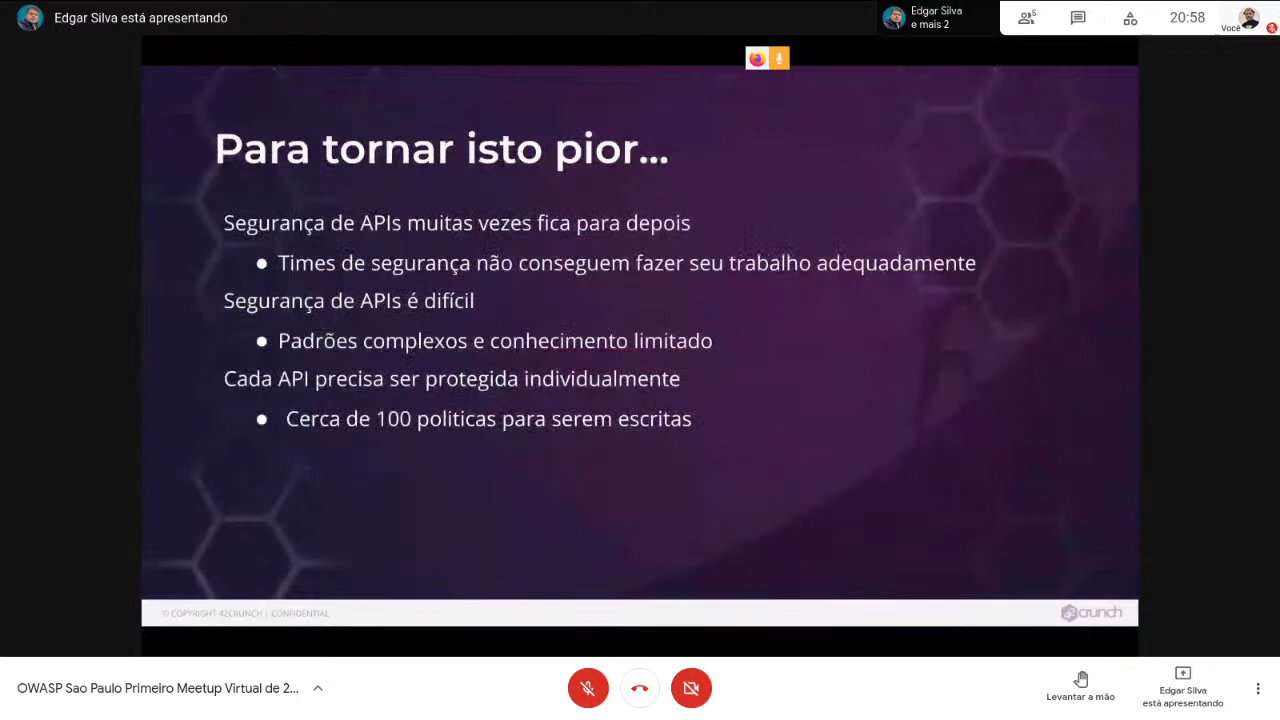 Edgar Silva está apresentando
Edgar Silva
e mais 2
5
20:58
Você
Para tornar isto pior...
Segurança de APIs muitas vezes fica para depois
● Times de segurança não conseguem fazer seu trabalho adequadamente
Segurança de APIs é difícil
● Padrões complexos e conhecimento limitado
Cada API precisa ser protegida individualmente
● Cerca de 100 politicas para serem escritas
© COPYRIGHT 42CRUNCH | CONFIDENTIAL
42crunch
OWASP Sao Paulo Primeiro Meetup Virtual de 2...
Levantar a mão
Edgar Silva
está apresentando